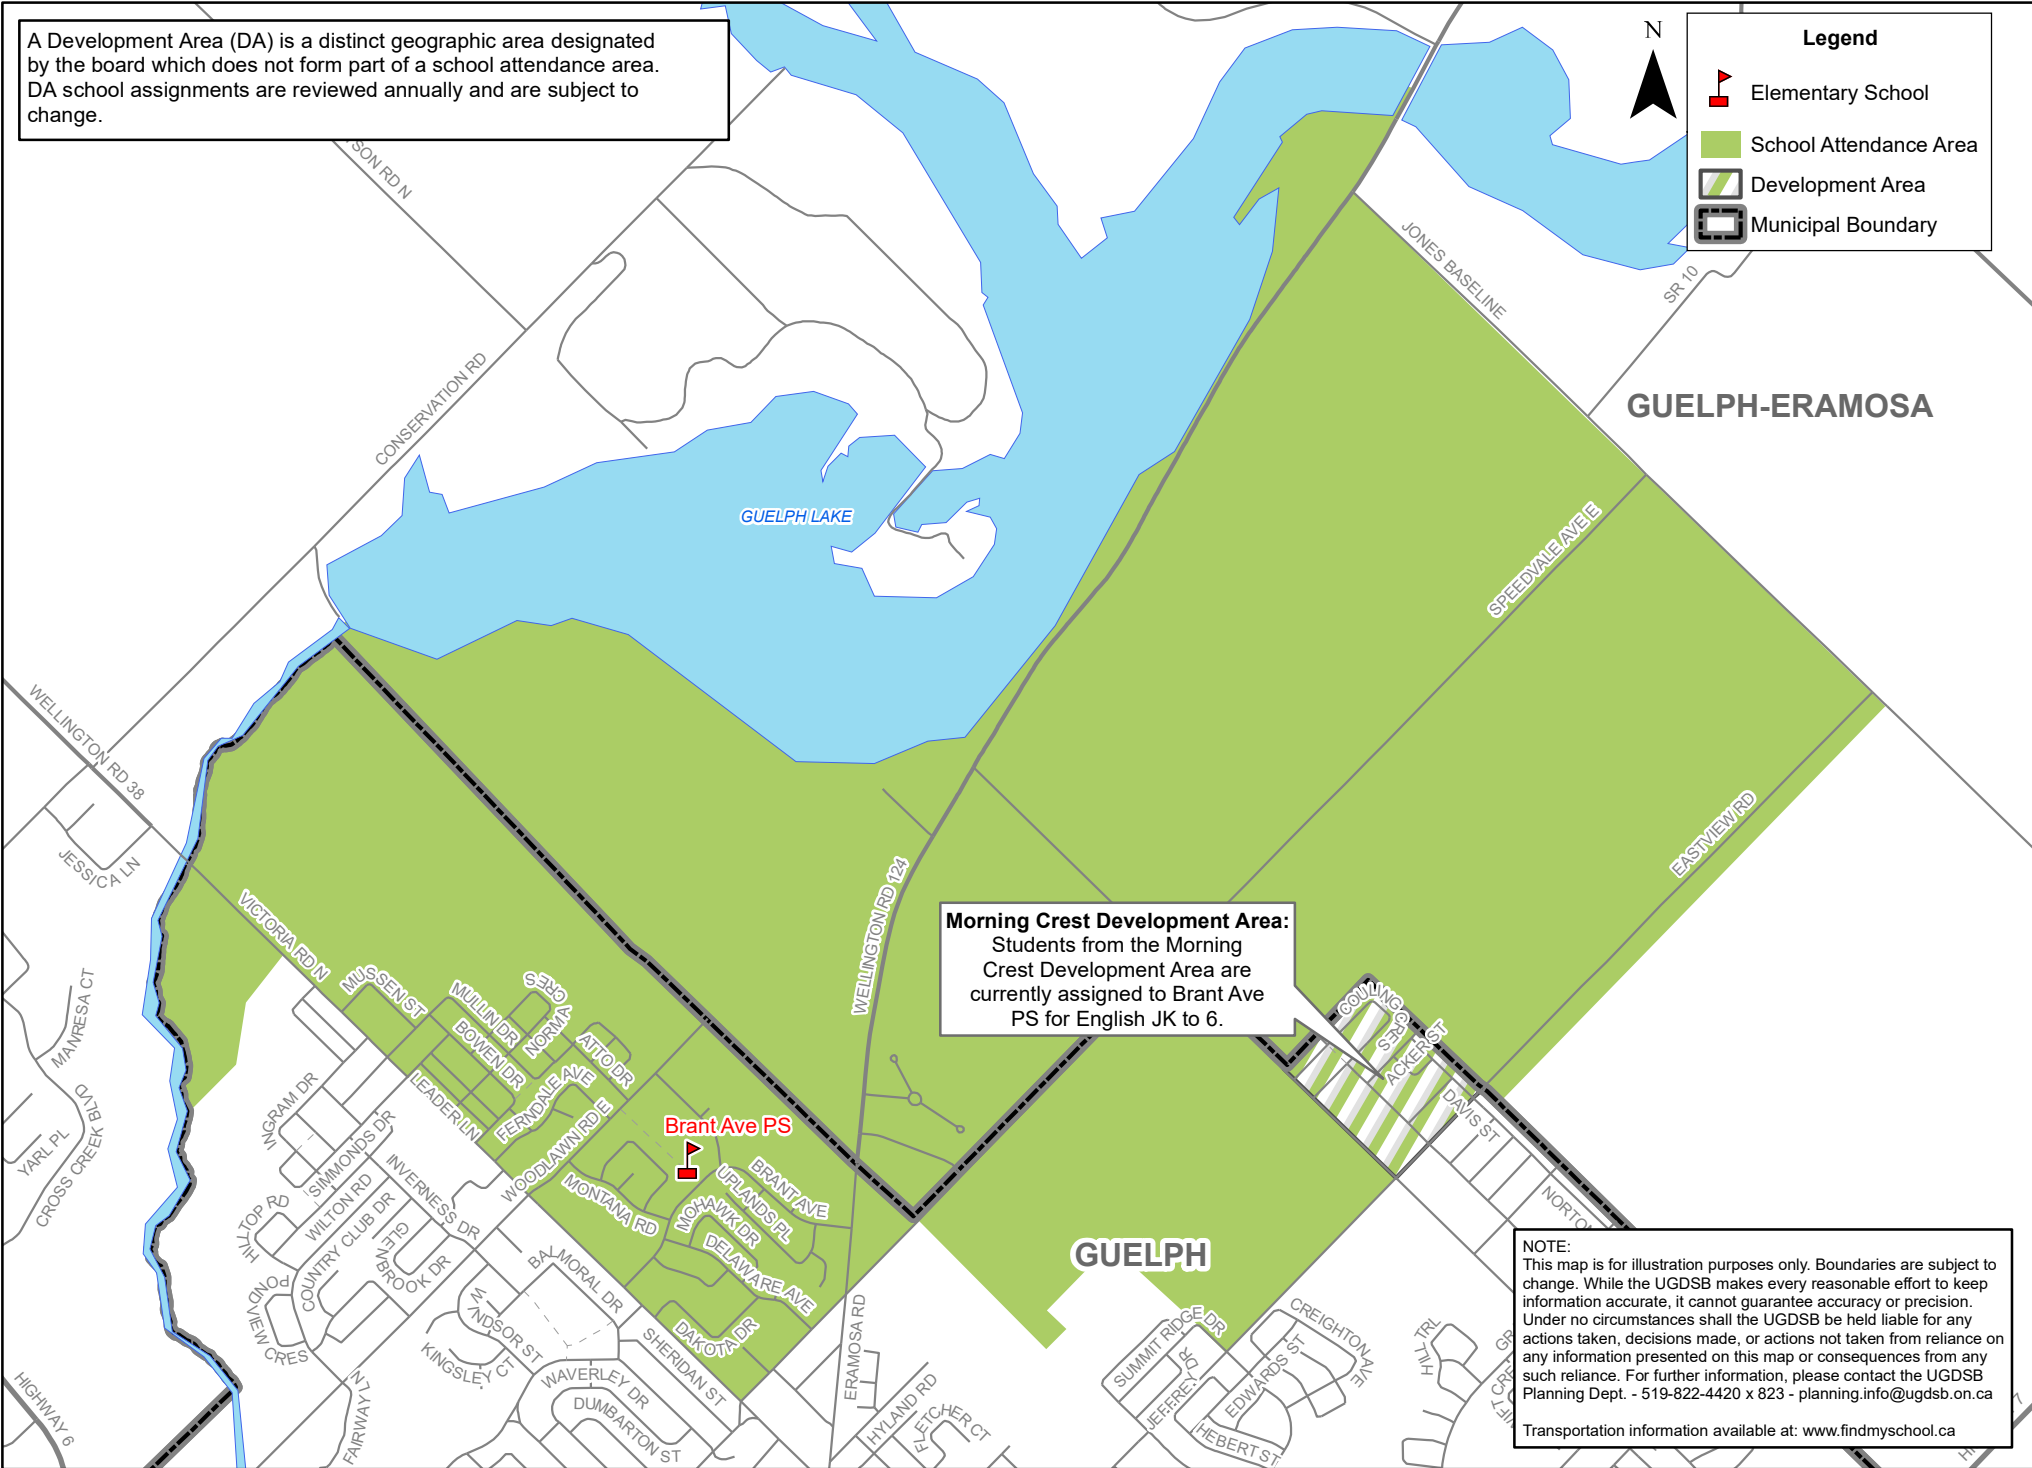 A Development Area (DA) is a distinct geographic area designated
by the board which does not form part of a school attendance area.
DA school assignments are reviewed annually and are subject to
change.
N
Legend
Elementary School
School Attendance Area
Development Area
Municipal Boundary
SON RD N
JONES BASELINE
SR 10
CONSERVATION RD
GUELPH-ERAMOSA
GUELPH LAKE
SPEEDVALE AVE E
WELLINGTON RD 38
JESSICA LN
EASTVIEW RD
WELLINGTON RD 124
VICTORIA RD N
Morning Crest Development Area:
Students from the Morning
Crest Development Area are
currently assigned to Brant Ave
PS for English JK to 6.
MANRESA CT
MUSSEN ST
MULLIN DR
NORMA CRES
BOWEN DR
ATTO DR
COULING CRES
ACKER ST
DAVIS ST
INGRAM DR
LEADER LN
FERNDALE AVE
WOODLAWN RD E
Brant Ave PS
YARL PL
CROSS CREEK BLVD
SIMMONDS DR
INVERNESS DR
MONTANA RD
BRANT AVE
UPLANDS PL
MOHAWK DR
DELAWARE AVE
HILLTOP RD
WILTON RD
COUNTRY CLUB DR
GLENBROOK DR
BALMORAL DR
GUELPH
PONDVIEW CRES
WINDSOR ST
KINGSLEY CT
DAKOTA DR
SHERIDAN ST
ERAMOSA RD
WAVERLEY DR
DUMBARTON ST
FAIRWAY LN
HIGHWAY 6
HYLAND RD
FLETCHER CT
SUMMIT RIDGE DR
JEFFREY DR
EDWARDS ST
HEBERT ST
CREIGHTON AVE
HILL TRL
NORTO
NOTE:
This map is for illustration purposes only. Boundaries are subject to
change. While the UGDSB makes every reasonable effort to keep
information accurate, it cannot guarantee accuracy or precision.
Under no circumstances shall the UGDSB be held liable for any
actions taken, decisions made, or actions not taken from reliance on
any information presented on this map or consequences from any
such reliance. For further information, please contact the UGDSB
Planning Dept. - 519-822-4420 x 823 - planning.info@ugdsb.on.ca
Transportation information available at: www.findmyschool.ca